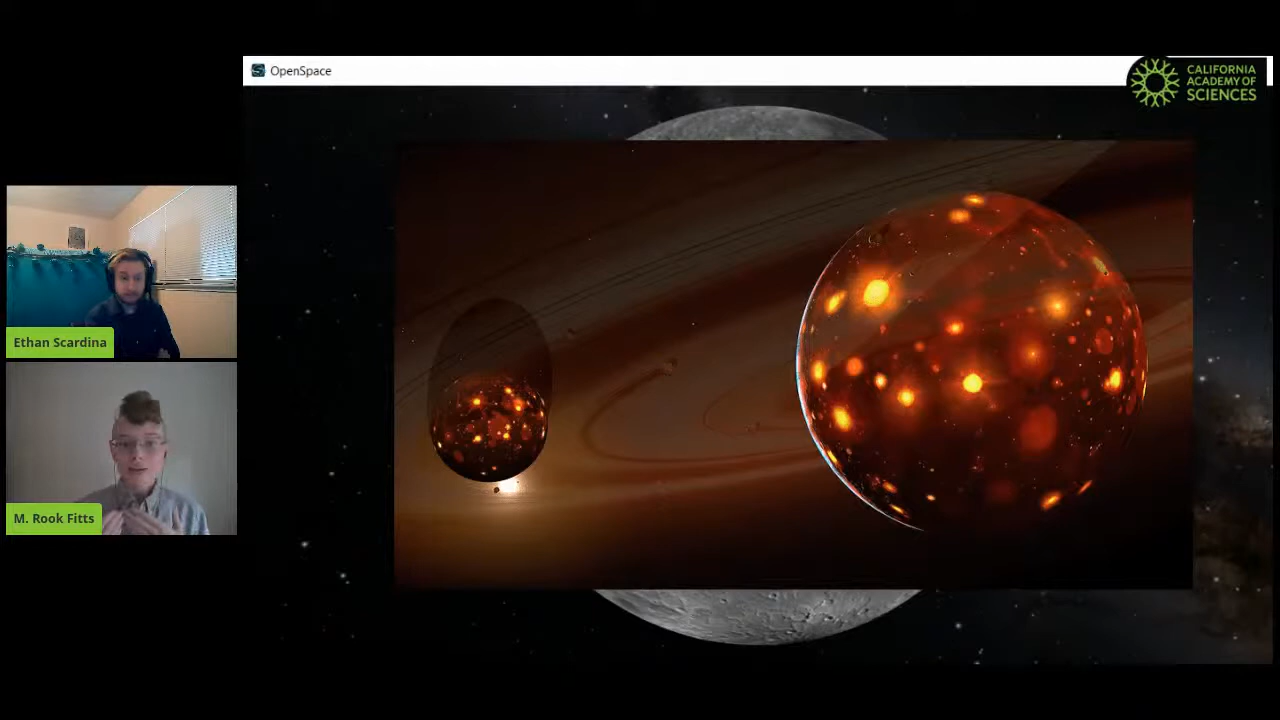 OpenSpace
CALIFORNIA
ACADEMY OF
SCIENCES
Ethan Scardina
M. Rook Fitts